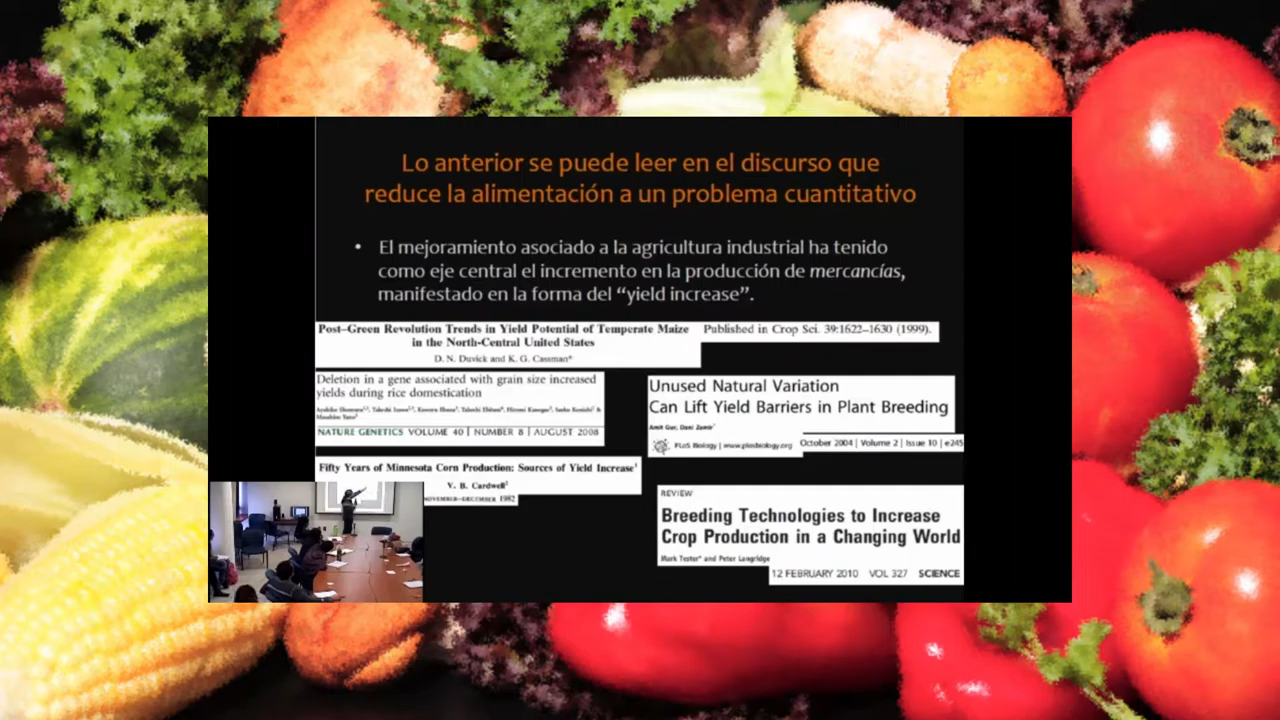 Lo anterior se puede leer en el discurso que
reduce la alimentación a un problema cuantitativo
• El mejoramiento asociado a la agricultura industrial ha tenido
como eje central el incremento en la producción de mercancías,
manifestado en la forma del “yield increase”.
Post–Green Revolution Trends in Yield Potential of Temperate Maize
in the North-Central United States
D. N. Duvick and K. G. Cassman*
Published in Crop Sci. 39:1622–1630 (1999).
Deletion in a gene associated with grain size increased
yields during rice domestication
NATURE GENETICS VOLUME 40 | NUMBER 8 | AUGUST 2008
Unused Natural Variation
Can Lift Yield Barriers in Plant Breeding
Amit Gur, Dani Zamir*
PLoS Biology | www.plosbiology.org
October 2004 | Volume 2 | Issue 10 | e245
Fifty Years of Minnesota Corn Production: Sources of Yield Increase¹
V. B. Cardwell²
NOVEMBER–DECEMBER 1982
REVIEW
Breeding Technologies to Increase
Crop Production in a Changing World
Mark Tester* and Peter Langridge
12 FEBRUARY 2010 VOL 327 SCIENCE